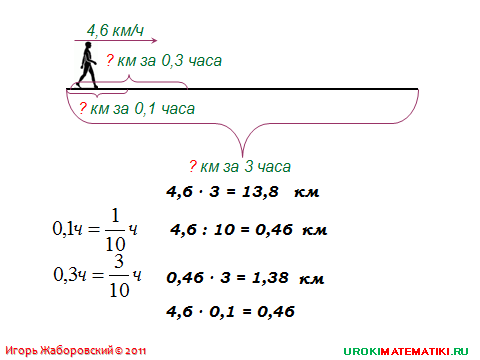 4,6 км/ч
? км за 0,3 часа
? км за 0,1 часа
? км за 3 часа
4,6 · 3 = 13,8 км
0,1ч = 1/10 ч
4,6 : 10 = 0,46 км
0,3ч = 3/10 ч
0,46 · 3 = 1,38 км
4,6 · 0,1 = 0,46
Игорь Жаборовский © 2011
UROKIMATEMATIKI.RU